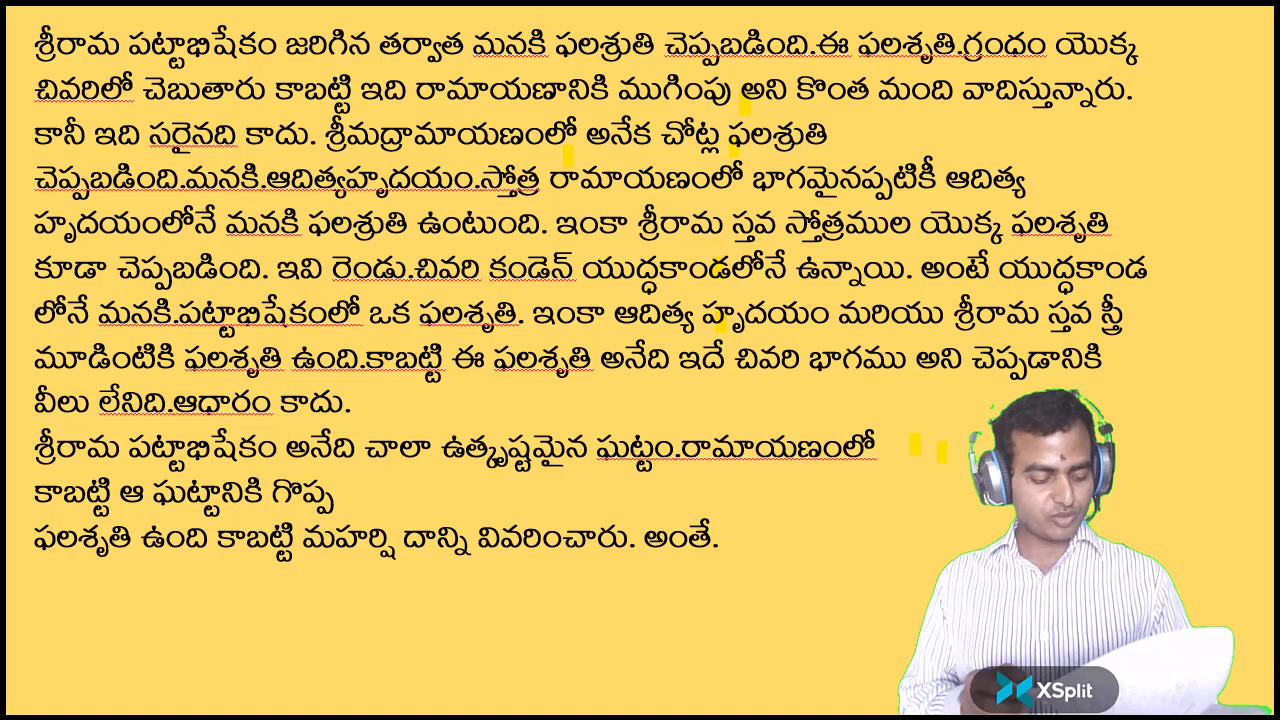 శ్రీరామ పట్టాభిషేకం జరిగిన తర్వాత మనకి ఫలశ్రుతి చెప్పబడింది.ఈ ఫలశృతి.గ్రంధం యొక్క
చివరిలో చెబుతారు కాబట్టి ఇది రామాయణానికి ముగింపు అని కొంత మంది వాదిస్తున్నారు.
కానీ ఇది సరైనది కాదు. శ్రీమద్రామాయణంలో అనేక చోట్ల ఫలశ్రుతి
చెప్పబడింది.మనకి.ఆదిత్యహృదయం.స్తోత్ర రామాయణంలో భాగమైనప్పటికీ ఆదిత్య
హృదయంలోనే మనకి ఫలశ్రుతి ఉంటుంది. ఇంకా శ్రీరామ స్తవ స్తోత్రముల యొక్క ఫలశృతి
కూడా చెప్పబడింది. ఇవి రెండు.చివరి కండెన్ యుద్ధకాండలోనే ఉన్నాయి. అంటే యుద్ధకాండ
లోనే మనకి.పట్టాభిషేకంలో ఒక ఫలశృతి. ఇంకా ఆదిత్య హృదయం మరియు శ్రీరామ స్తవ స్త్రీ
మూడింటికి ఫలశృతి ఉంది.కాబట్టి ఈ ఫలశృతి అనేది ఇదే చివరి భాగము అని చెప్పడానికి
వీలు లేనిది.ఆధారం కాదు.
శ్రీరామ పట్టాభిషేకం అనేది చాలా ఉత్కృష్టమైన ఘట్టం.రామాయణంలో
కాబట్టి ఆ ఘట్టానికి గొప్ప
ఫలశృతి ఉంది కాబట్టి మహర్షి దాన్ని వివరించారు. అంతే.
XSplit